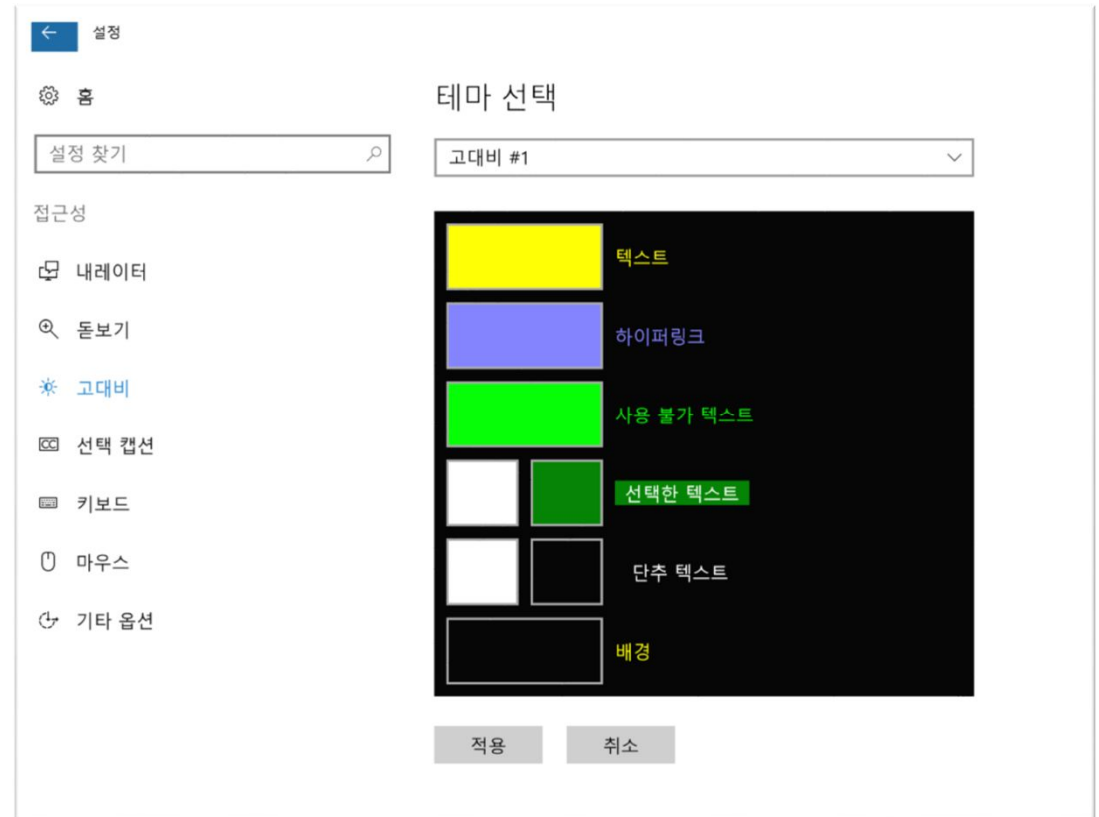 설정
홈
설정 찾기
접근성
내레이터
돋보기
고대비
선택 캡션
키보드
마우스
기타 옵션
테마 선택
고대비 #1
텍스트
하이퍼링크
사용 불가 텍스트
선택한 텍스트
단추 텍스트
배경
적용 취소